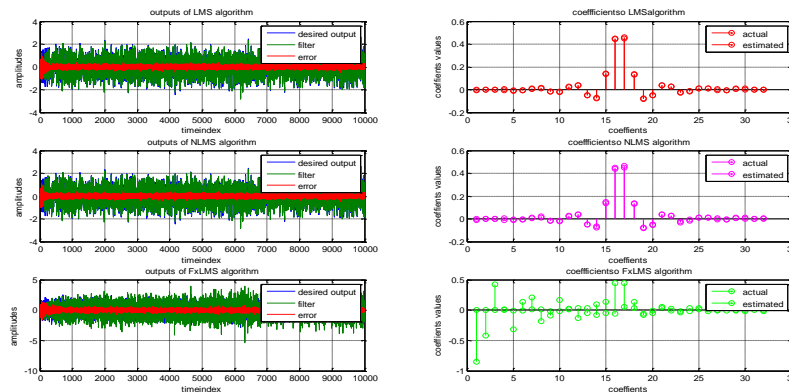 outputs of LMS algorithm
4
2
0
-2
-4
amplitudes
desired output
filter
error
0 1000 2000 3000 4000 5000 6000 7000 8000 9000 10000
timeindex
coeffficientso LMSalgorithm
0.6
0.4
0.2
0
-0.2
coeffients values
actual
estimated
0 5 10 15 20 25 30 35
coeffients
outputs of NLMS algorithm
4
2
0
-2
-4
amplitudes
desired output
filter
error
0 1000 2000 3000 4000 5000 6000 7000 8000 9000 10000
timeindex
coeffficientso NLMS algorithm
0.6
0.4
0.2
0
-0.2
coeffients values
actual
estimated
0 5 10 15 20 25 30
coeffients
outputs of FxLMS algorithm
5
0
-5
-10
amplitudes
desired output
filter
error
0 1000 2000 3000 4000 5000 6000 7000 8000 9000 10000
timeindex
coeffficientso FxLMS algorithm
0.5
0
-0.5
-1
coeffients values
actual
estimated
0 5 10 15 20 25 30
coeffients